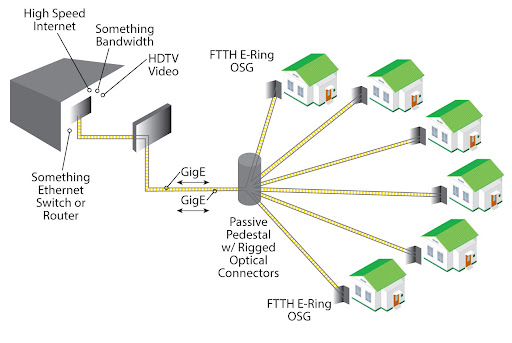 High Speed
Internet
Something
Bandwidth
HDTV
Video
FTTH E-Ring
OSG
Something
Ethernet
Switch or
Router
GigE
GigE
Passive
Pedestal
w/ Rigged
Optical
Connectors
FTTH E-Ring
OSG